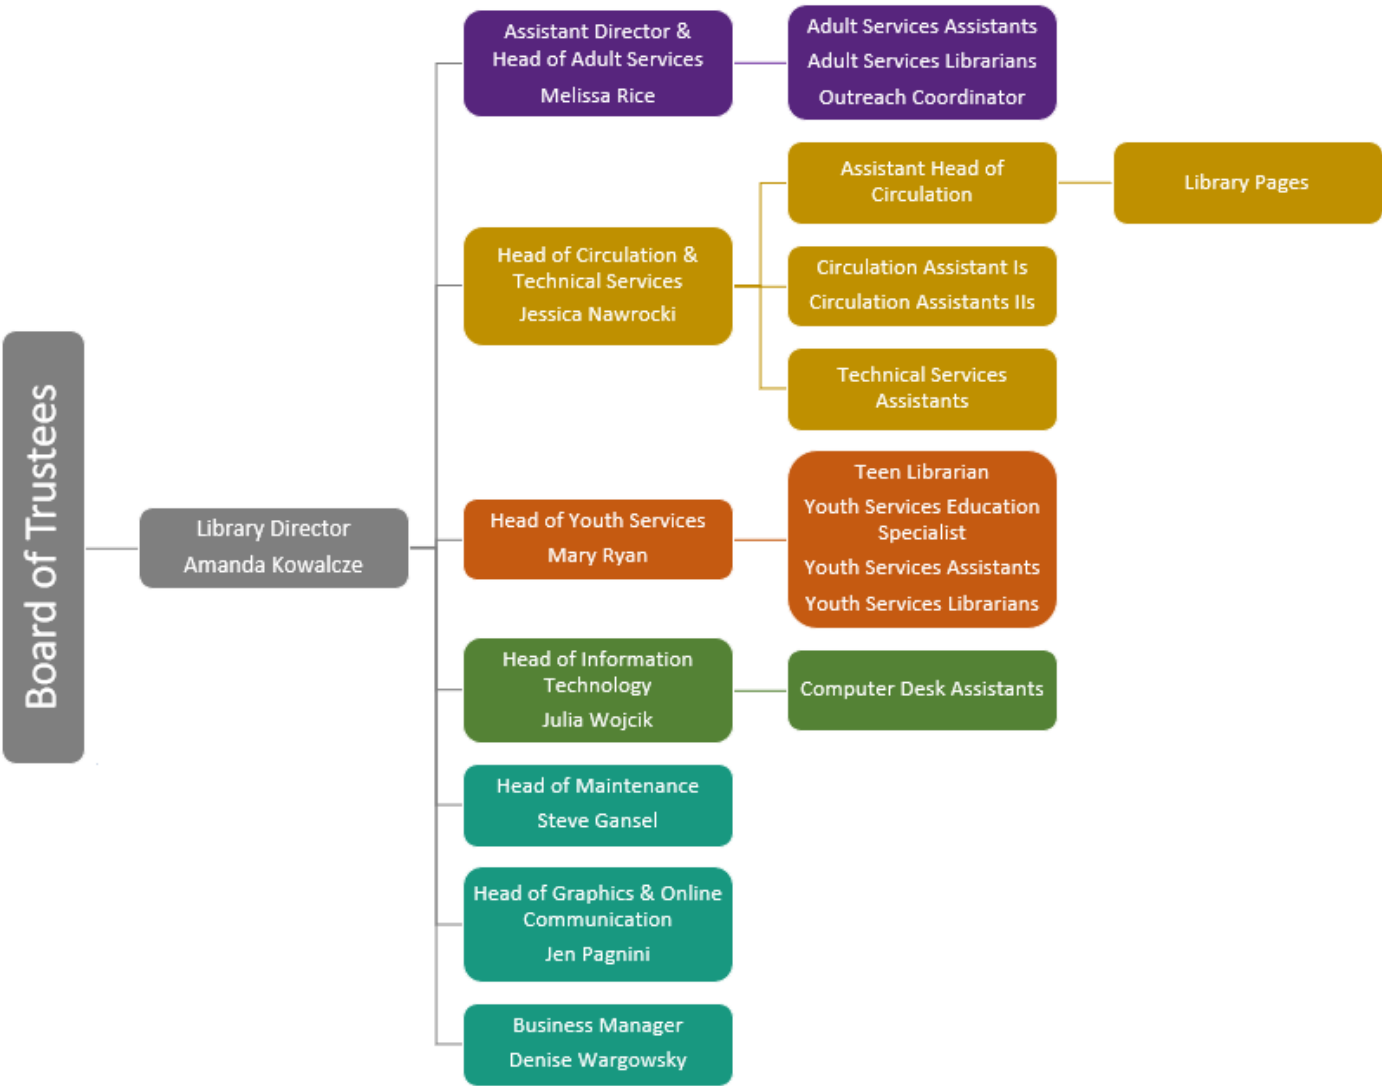 Board of Trustees
Library Director
Amanda Kowalcze
Assistant Director &
Head of Adult Services
Melissa Rice
Adult Services Assistants
Adult Services Librarians
Outreach Coordinator
Head of Circulation &
Technical Services
Jessica Nawrocki
Assistant Head of
Circulation
Library Pages
Circulation Assistant Is
Circulation Assistants IIs
Technical Services
Assistants
Head of Youth Services
Mary Ryan
Teen Librarian
Youth Services Education
Specialist
Youth Services Assistants
Youth Services Librarians
Head of Information
Technology
Julia Wojcik
Computer Desk Assistants
Head of Maintenance
Steve Gansel
Head of Graphics & Online
Communication
Jen Pagnini
Business Manager
Denise Wargowsky